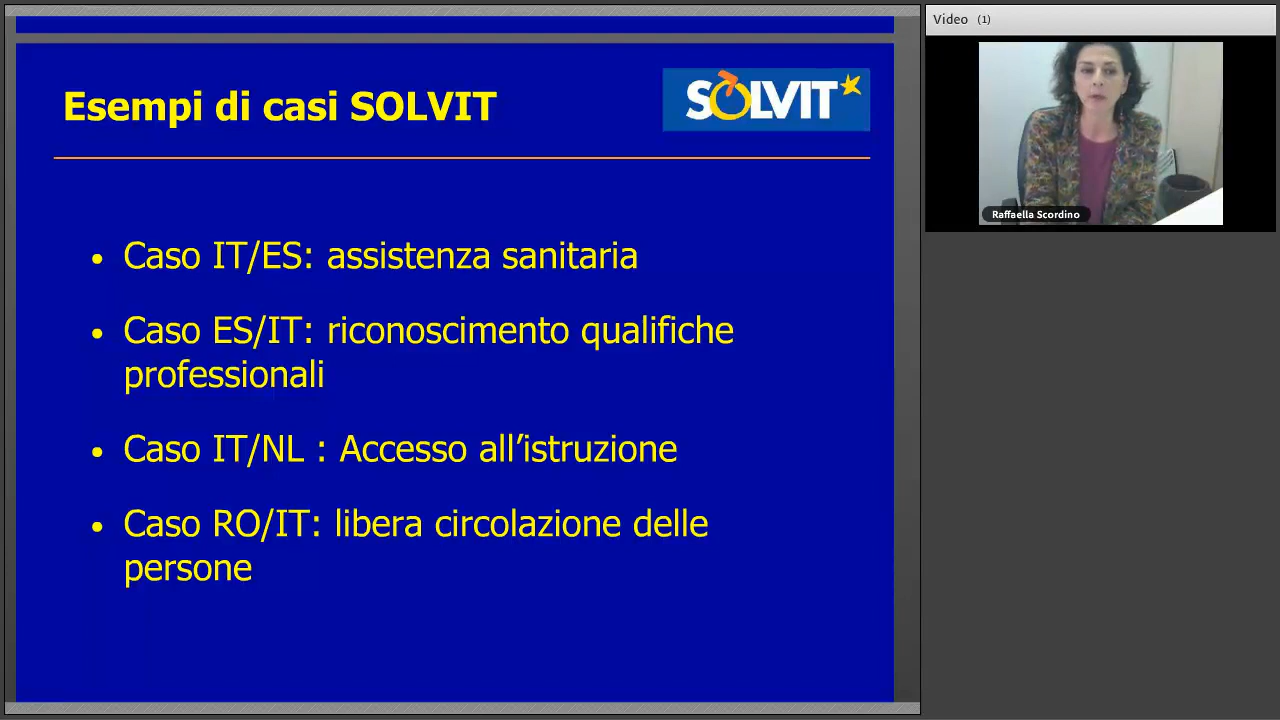 Esempi di casi SOLVIT
SOLVIT
• Caso IT/ES: assistenza sanitaria
• Caso ES/IT: riconoscimento qualifiche
professionali
• Caso IT/NL : Accesso all’istruzione
• Caso RO/IT: libera circolazione delle
persone
Video (1)
Raffaella Scordino